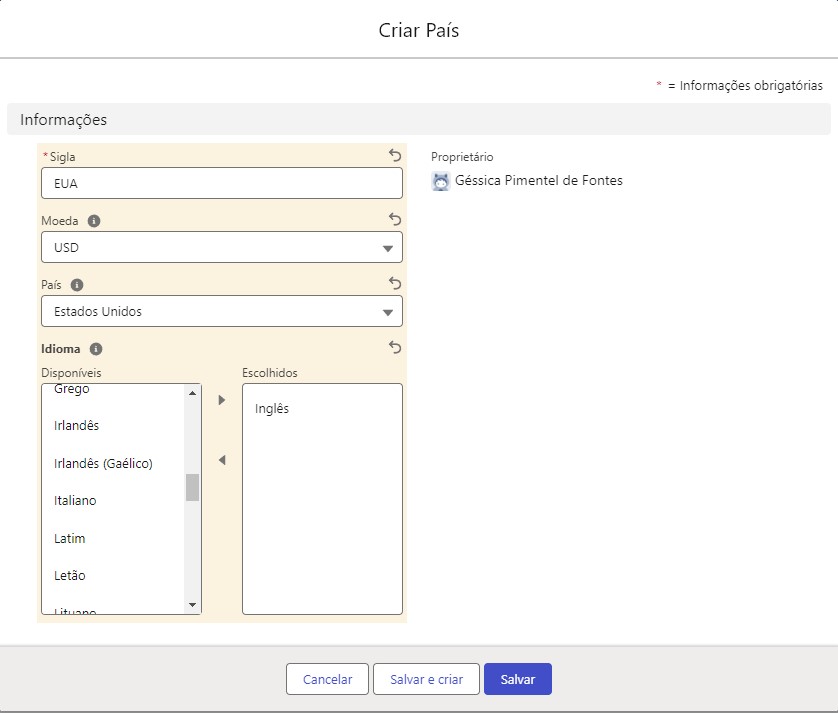 Criar País
* = Informações obrigatórias
Informações
*Sigla
EUA
Moeda
USD
País
Estados Unidos
Idioma
Disponíveis
Grego
Irlandês
Irlandês (Gaélico)
Italiano
Latim
Letão
Lituano
Escolhidos
Inglês
Proprietário
Géssica Pimentel de Fontes
Cancelar
Salvar e criar
Salvar